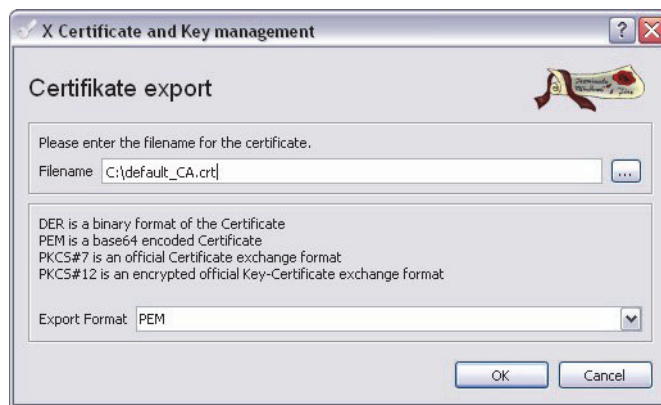 X Certificate and Key management
Certifikate export
Please enter the filename for the certificate.
Filename C:\default_CA.crt ...
DER is a binary format of the Certificate
PEM is a base64 encoded Certificate
PKCS#7 is an official Certificate exchange format
PKCS#12 is an encrypted official Key-Certificate exchange format
Export Format PEM
OK Cancel